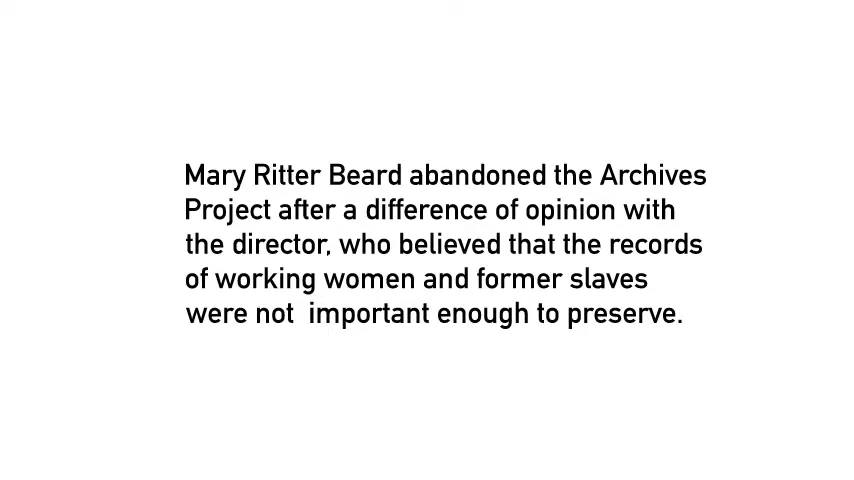 Mary Ritter Beard abandoned the Archives
Project after a difference of opinion with
the director, who believed that the records
of working women and former slaves
were not  important enough to preserve.